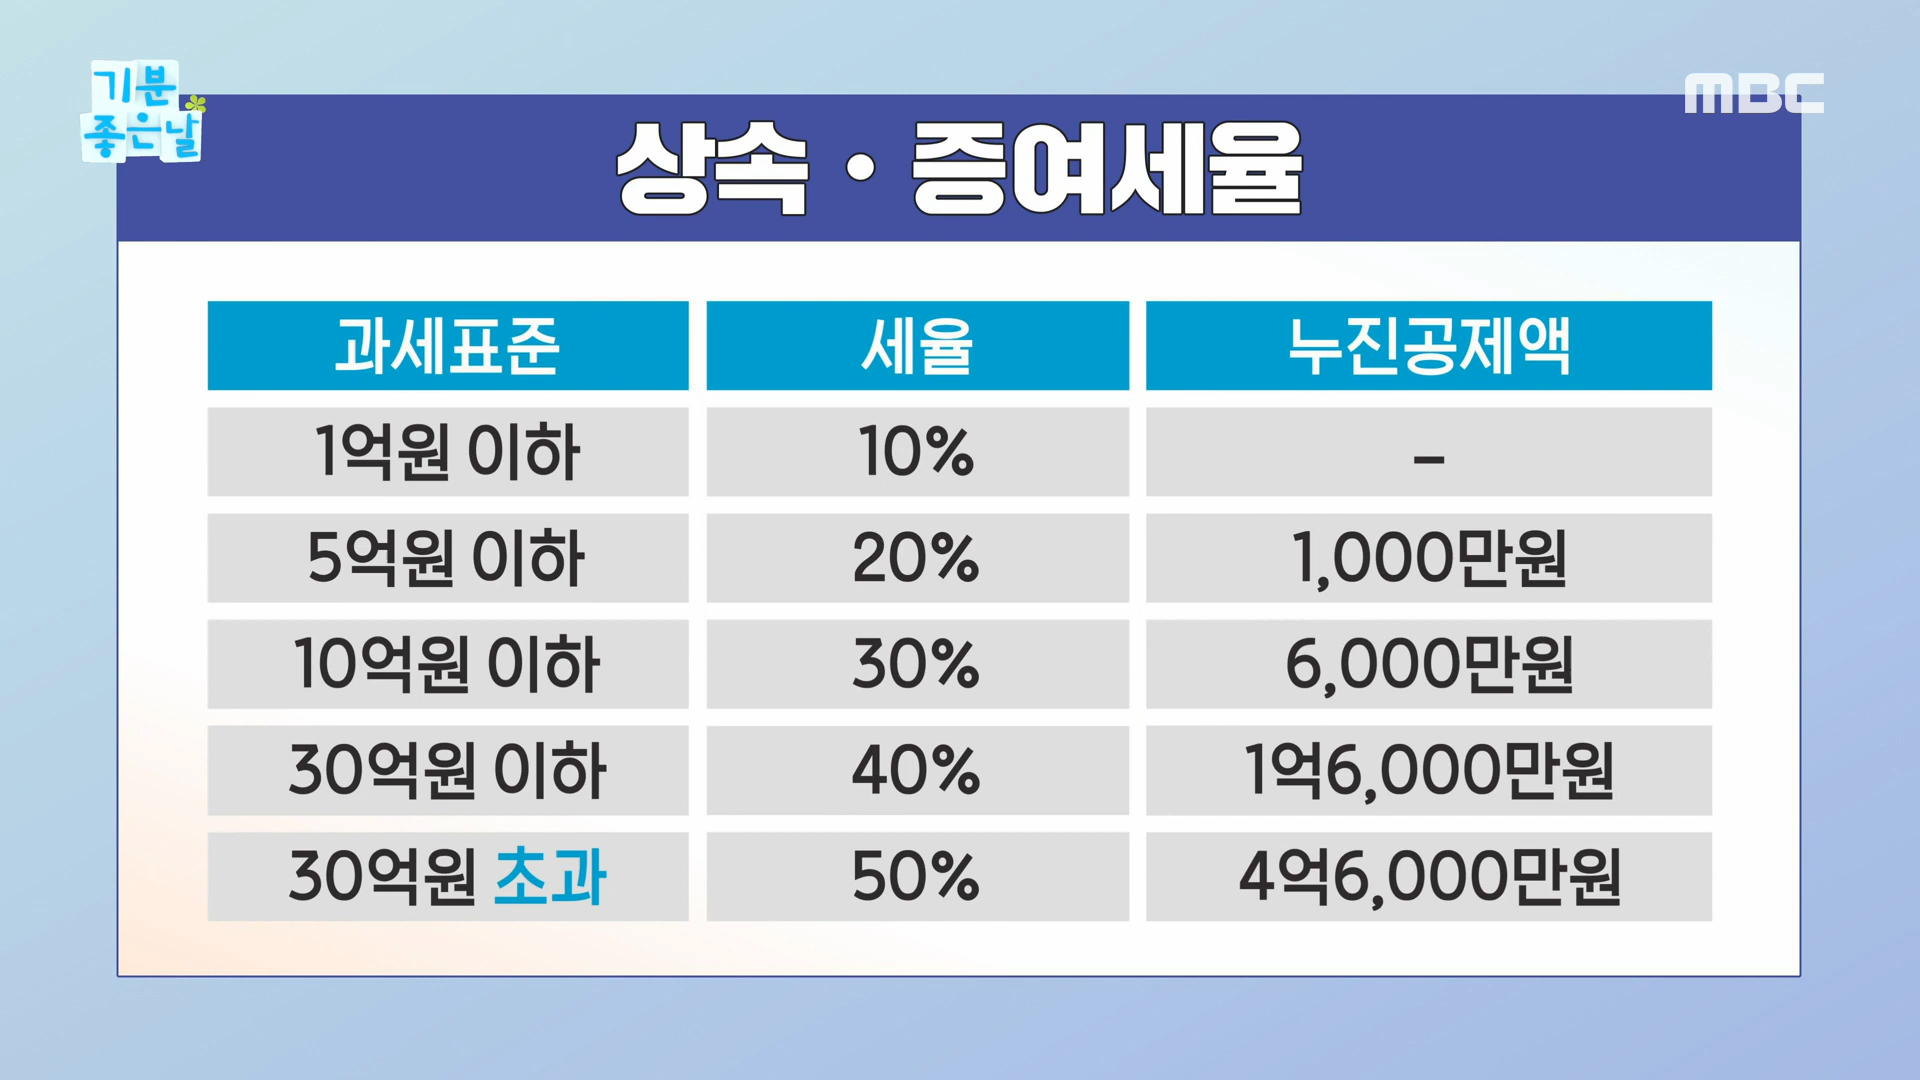 기분
좋은날
MBC
상속·증여세율
과세표준 세율 누진공제액
1억원 이하 10% –
5억원 이하 20% 1,000만원
10억원 이하 30% 6,000만원
30억원 이하 40% 1억6,000만원
30억원 초과 50% 4억6,000만원